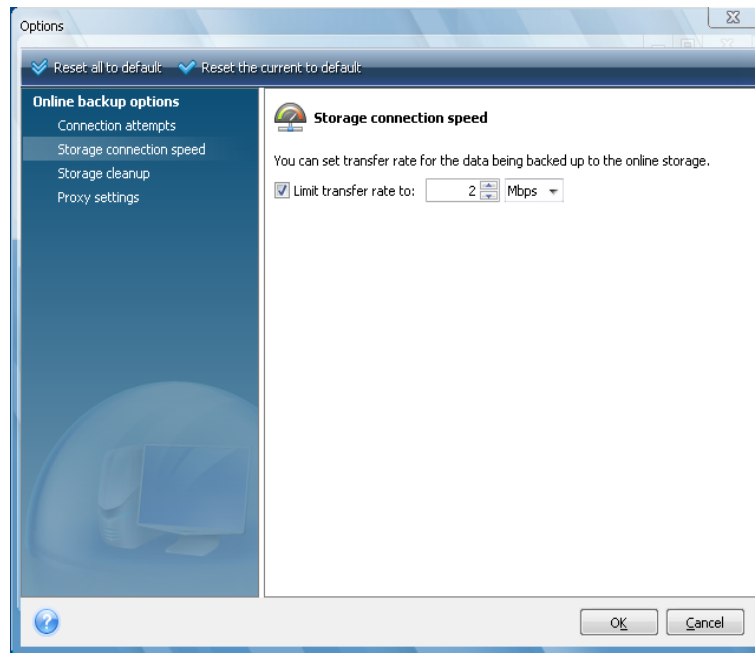 Options
Reset all to default Reset the current to default
Online backup options
Connection attempts
Storage connection speed
Storage cleanup
Proxy settings
Storage connection speed
You can set transfer rate for the data being backed up to the online storage.
Limit transfer rate to: 2 Mbps
OK Cancel